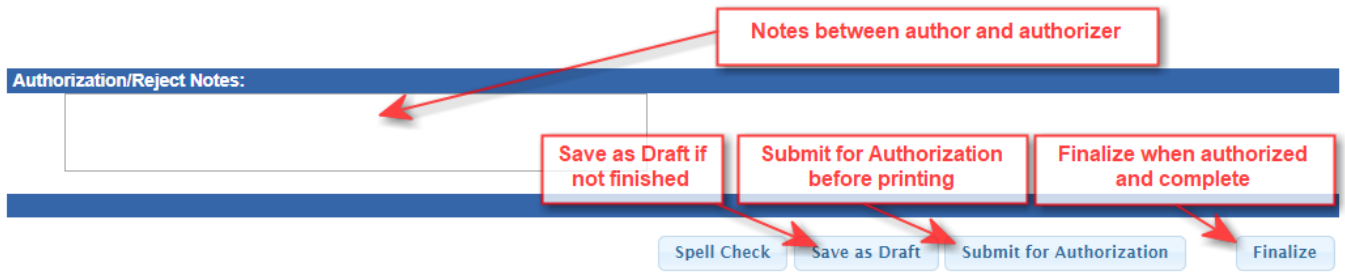 Notes between author and authorizer
Authorization/Reject Notes:
Save as Draft if
not finished
Submit for Authorization
before printing
Finalize when authorized
and complete
Spell Check
Save as Draft
Submit for Authorization
Finalize